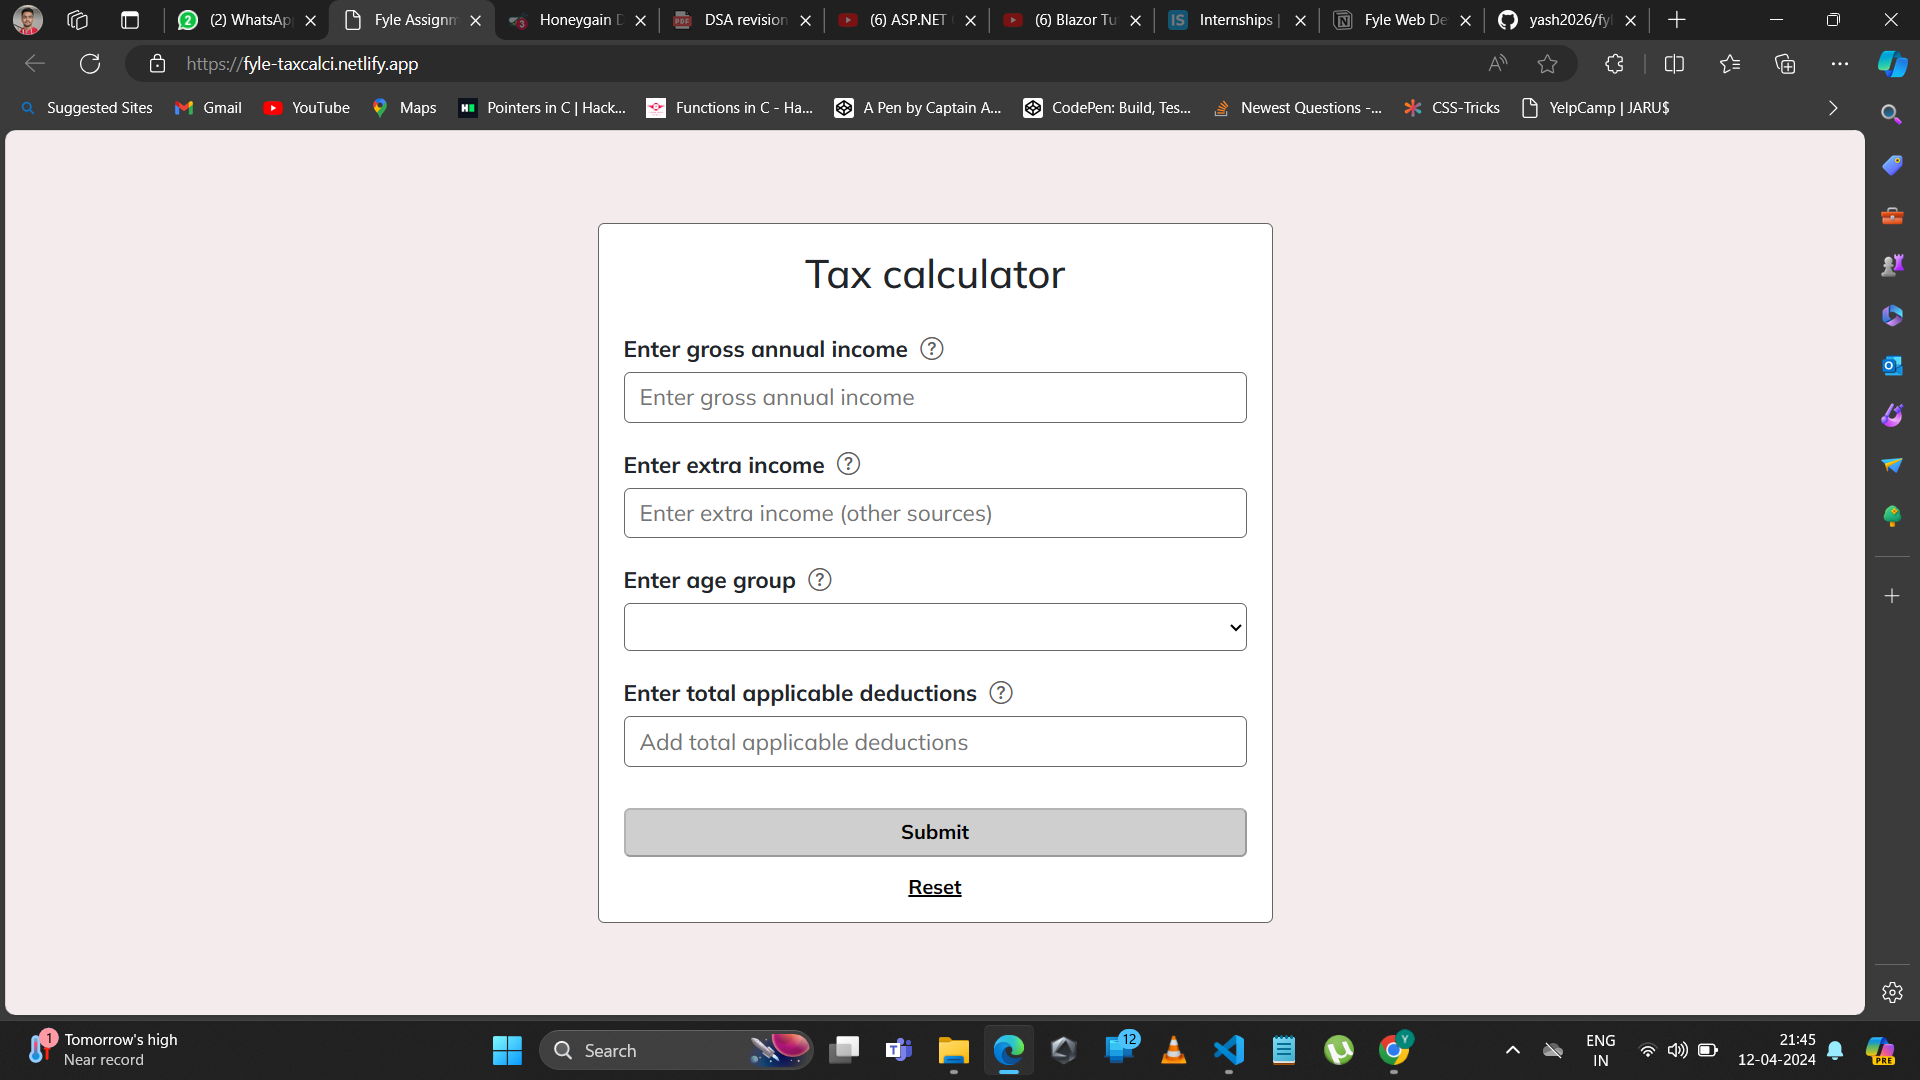 (2) WhatsApp
Fyle Assignm
Honeygain D
DSA revision
(6) ASP.NET
(6) Blazor Tu
Internships |
Fyle Web De
yash2026/fyl
https://fyle-taxcalci.netlify.app
Suggested Sites
Gmail
YouTube
Maps
Pointers in C | Hack...
Functions in C - Ha...
A Pen by Captain A...
CodePen: Build, Tes...
Newest Questions -...
CSS-Tricks
YelpCamp | JARU$
Tax calculator
Enter gross annual income ?
Enter gross annual income
Enter extra income ?
Enter extra income (other sources)
Enter age group ?
Enter total applicable deductions ?
Add total applicable deductions
Submit
Reset
1
Tomorrow's high
Near record
Search
12
Y
ENG
IN
21:45
12-04-2024
PRE